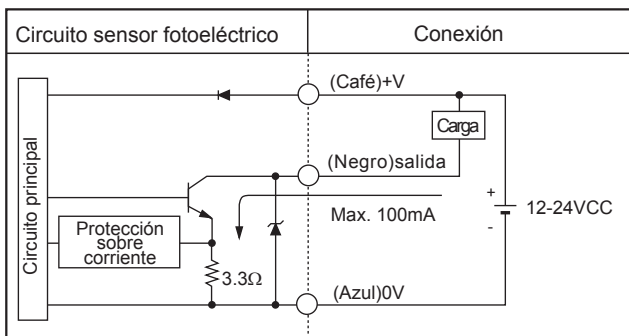 Circuito sensor fotoeléctrico
Conexión
(Café)+V
Carga
(Negro)salida
Circuito principal
Max. 100mA
+
12-24VCC
-
Protección
sobre
corriente
3.3Ω
(Azul)0V